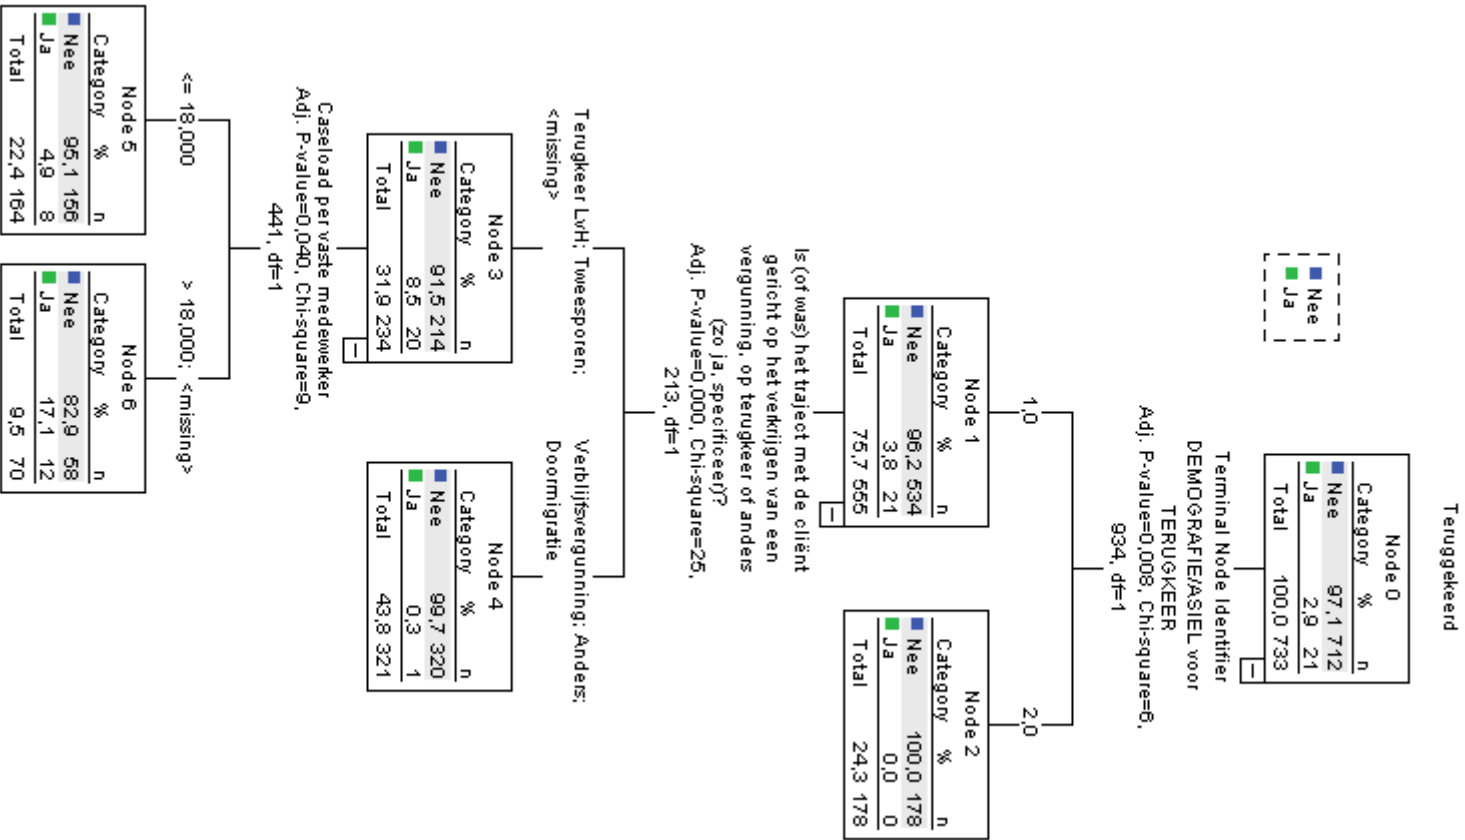 Teruggekeerd
Nee
Ja
Node 0
Category % n
Nee 97,1 712
Ja 2,9 21
Total 100,0 733
Terminal Node Identifier
DEMOGRAFIE/ASIEL voor
TERUGKEER
Adj. P-value=0,008, Chi-square=6,
934, df=1
1,0
2,0
Node 1
Category % n
Nee 96,2 534
Ja 3,8 21
Total 75,7 555
Node 2
Category % n
Nee 100,0 178
Ja 0,0 0
Total 24,3 178
Is (of was) het traject met de cliënt
gericht op het verkrijgen van een
vergunning, op terugkeer of anders
(zo ja, specificeer)?
Adj. P-value=0,000, Chi-square=25,
213, df=1
Terugkeer LvH; Tweesporen;
<missing>
Verblijfsvergunning; Anders;
Doormigratie
Node 3
Category % n
Nee 91,5 214
Ja 8,5 20
Total 31,9 234
Node 4
Category % n
Nee 99,7 320
Ja 0,3 1
Total 43,8 321
Caseload per vaste medewerker
Adj. P-value=0,040, Chi-square=9,
441, df=1
<= 18,000
> 18,000; <missing>
Node 5
Category % n
Nee 95,1 156
Ja 4,9 8
Total 22,4 164
Node 6
Category % n
Nee 82,9 58
Ja 17,1 12
Total 9,5 70